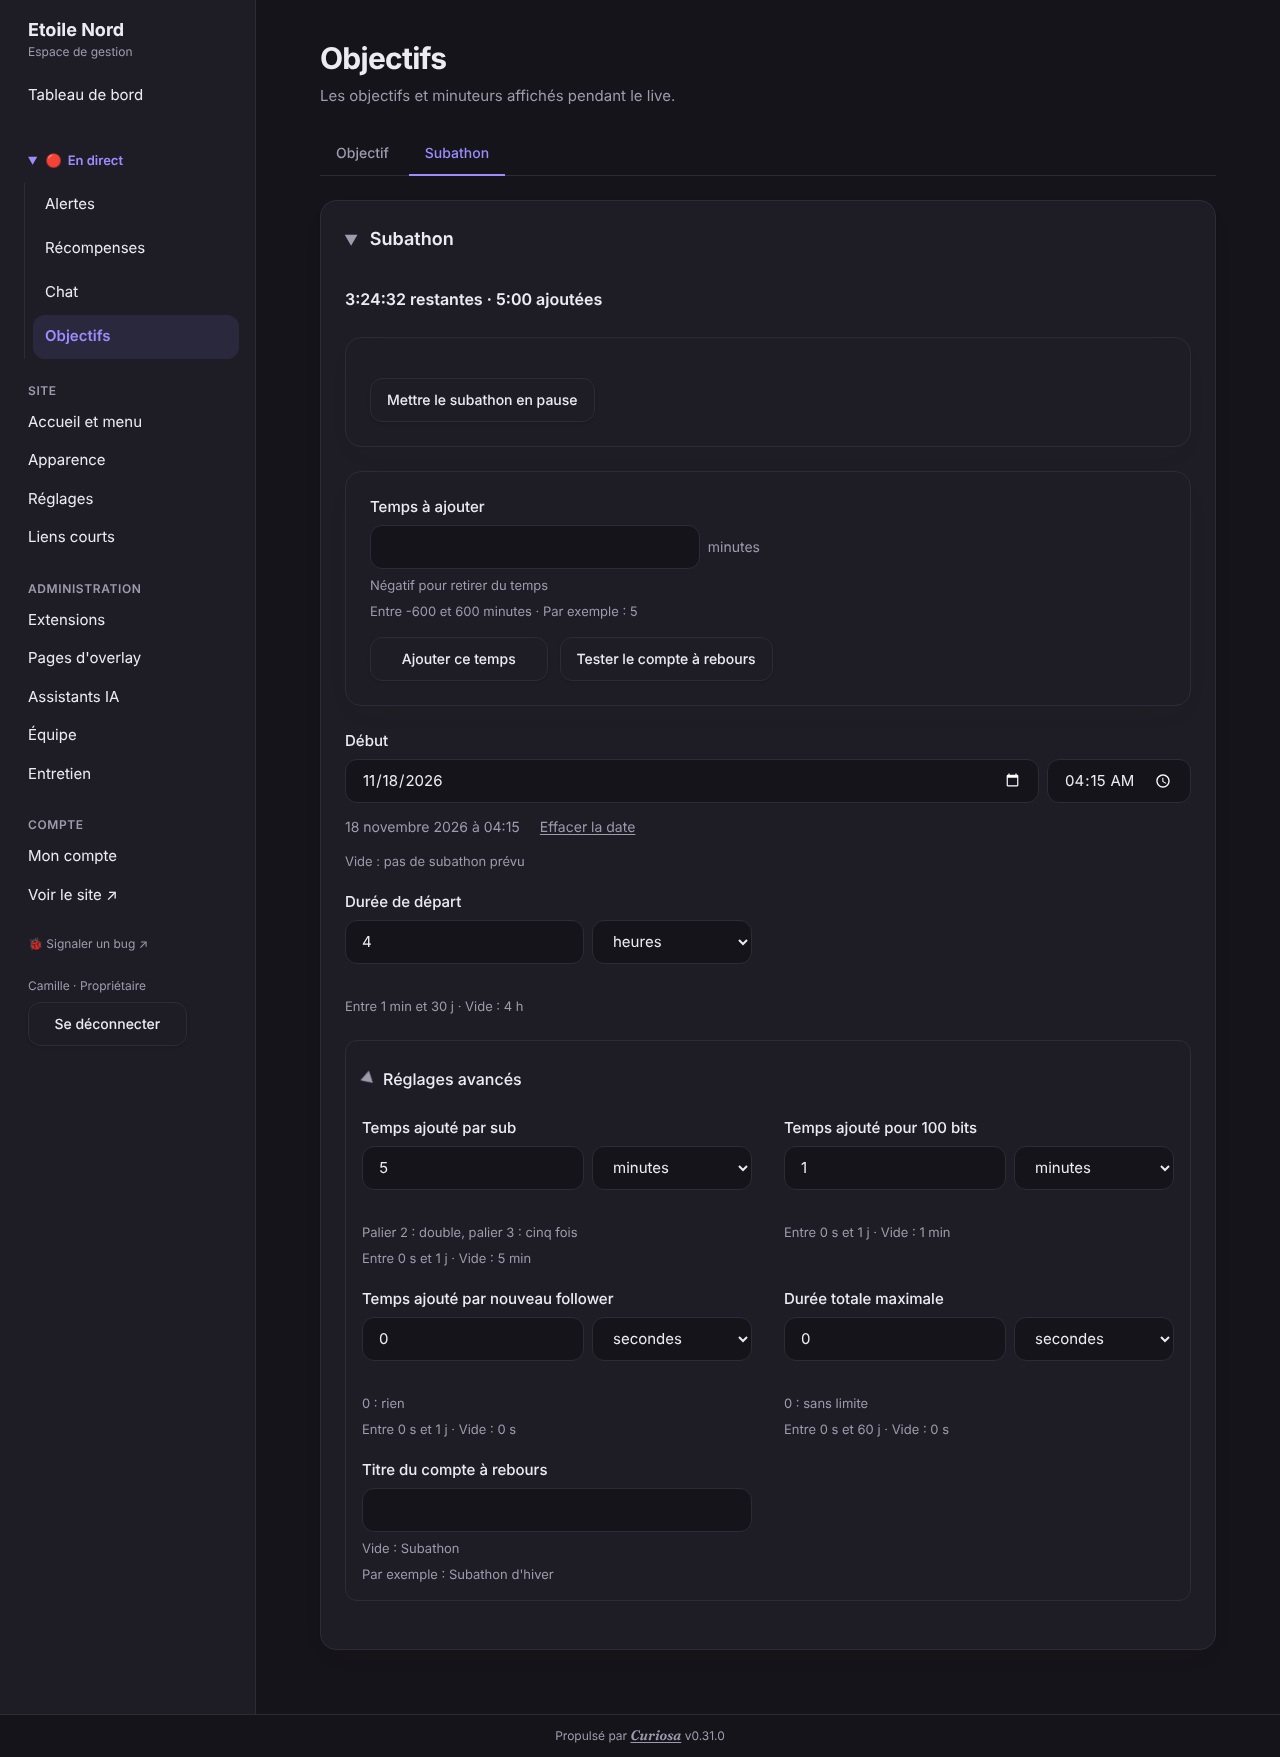 Etoile Nord
Espace de gestion
Tableau de bord
🔴 En direct
Alertes
Récompenses
Chat
Objectifs
SITE
Accueil et menu
Apparence
Réglages
Liens courts
ADMINISTRATION
Extensions
Pages d'overlay
Assistants IA
Équipe
Entretien
COMPTE
Mon compte
Voir le site ↗
🐞 Signaler un bug ↗
Camille · Propriétaire
Se déconnecter
Objectifs
Les objectifs et minuteurs affichés pendant le live.
Objectif Subathon
Subathon
3:24:32 restantes · 5:00 ajoutées
Mettre le subathon en pause
Temps à ajouter
minutes
Négatif pour retirer du temps
Entre -600 et 600 minutes · Par exemple : 5
Ajouter ce temps Tester le compte à rebours
Début
11/18/2026 04:15 AM
18 novembre 2026 à 04:15 Effacer la date
Vide : pas de subathon prévu
Durée de départ
4 heures
Entre 1 min et 30 j · Vide : 4 h
Réglages avancés
Temps ajouté par sub
5 minutes
Palier 2 : double, palier 3 : cinq fois
Entre 0 s et 1 j · Vide : 5 min
Temps ajouté pour 100 bits
1 minutes
Entre 0 s et 1 j · Vide : 1 min
Temps ajouté par nouveau follower
0 secondes
0 : rien
Entre 0 s et 1 j · Vide : 0 s
Durée totale maximale
0 secondes
0 : sans limite
Entre 0 s et 60 j · Vide : 0 s
Titre du compte à rebours
Vide : Subathon
Par exemple : Subathon d'hiver
Propulsé par Curiosa v0.31.0